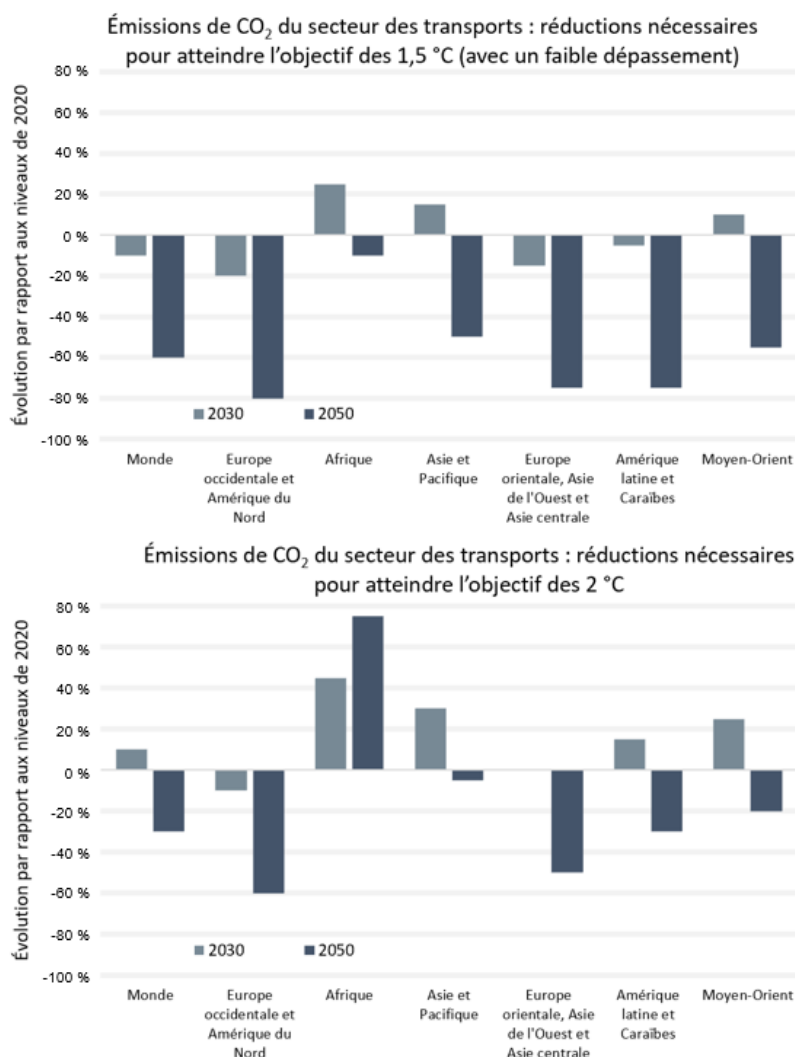 Émissions de CO₂ du secteur des transports : réductions nécessaires
pour atteindre l’objectif des 1,5 °C (avec un faible dépassement)
Évolution par rapport aux niveaux de 2020
80 %
60 %
40 %
20 %
0 %
-20 %
-40 %
-60 %
-80 %
-100 %
2030 2050
Monde
Europe
occidentale et
Amérique du
Nord
Afrique
Asie et
Pacifique
Europe
orientale, Asie
de l'Ouest et
Asie centrale
Amérique
latine et
Caraïbes
Moyen-Orient
Émissions de CO₂ du secteur des transports : réductions nécessaires
pour atteindre l’objectif des 2 °C
Évolution par rapport aux niveaux de 2020
80 %
60 %
40 %
20 %
0 %
-20 %
-40 %
-60 %
-80 %
-100 %
2030 2050
Monde
Europe
occidentale et
Amérique du
Nord
Afrique
Asie et
Pacifique
Europe
orientale, Asie
de l'Ouest et
Asie centrale
Amérique
latine et
Caraïbes
Moyen-Orient